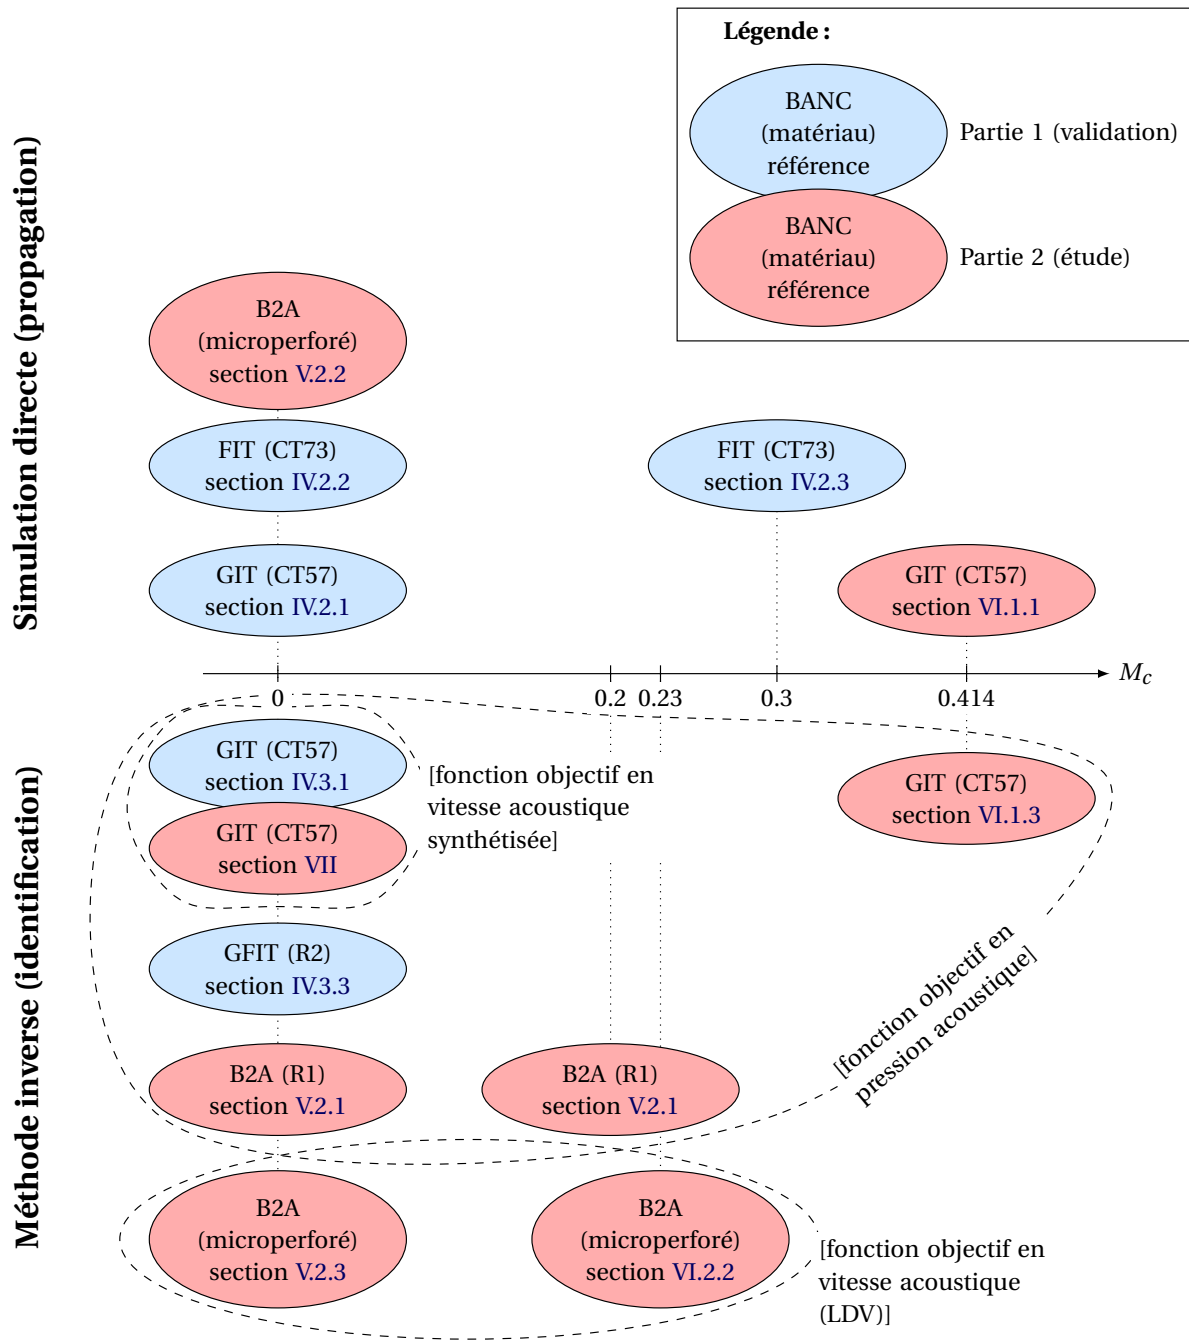 Légende :
BANC
(matériau)
référence
Partie 1 (validation)
BANC
(matériau)
référence
Partie 2 (étude)
Simulation directe (propagation)
B2A
(microperforé)
section V.2.2
FIT (CT73)
section IV.2.2
FIT (CT73)
section IV.2.3
GIT (CT57)
section IV.2.1
GIT (CT57)
section VI.1.1
M_c
0
0.2
0.23
0.3
0.414
Méthode inverse (identification)
GIT (CT57)
section IV.3.1
GIT (CT57)
section VII
[fonction objectif en
vitesse acoustique
synthétisée]
GIT (CT57)
section VI.1.3
GFIT (R2)
section IV.3.3
[fonction objectif en
pression acoustique]
B2A (R1)
section V.2.1
B2A (R1)
section V.2.1
B2A
(microperforé)
section V.2.3
B2A
(microperforé)
section VI.2.2
[fonction objectif en
vitesse acoustique
(LDV)]